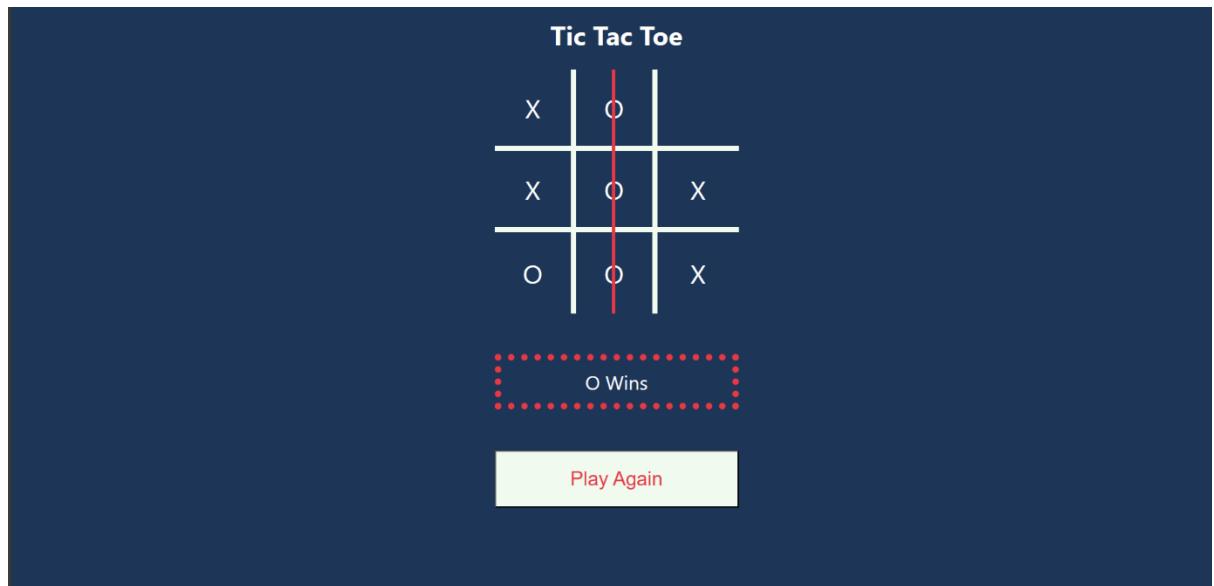 Tic Tac Toe
X O
X O X
O O X
O Wins
Play Again